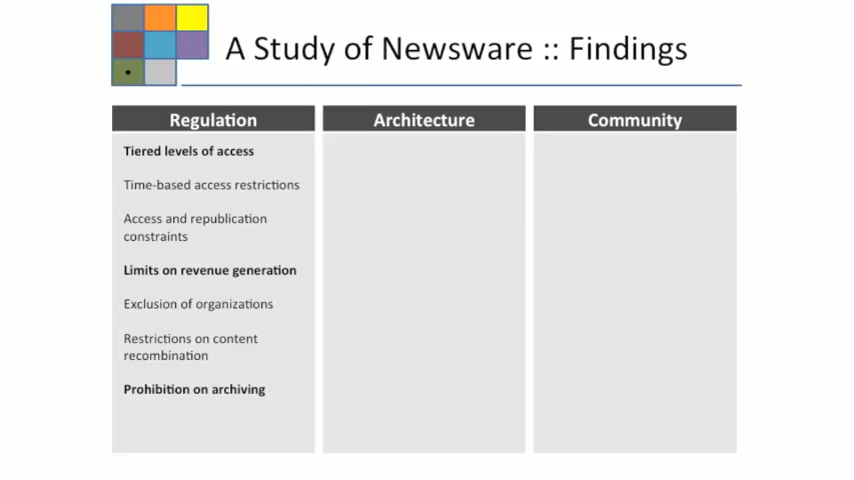 A Study of Newsware :: Findings
Regulation
Tiered levels of access
Time-based access restrictions
Access and republication
constraints
Limits on revenue generation
Exclusion of organizations
Restrictions on content
recombination
Prohibition on archiving
Architecture
Community